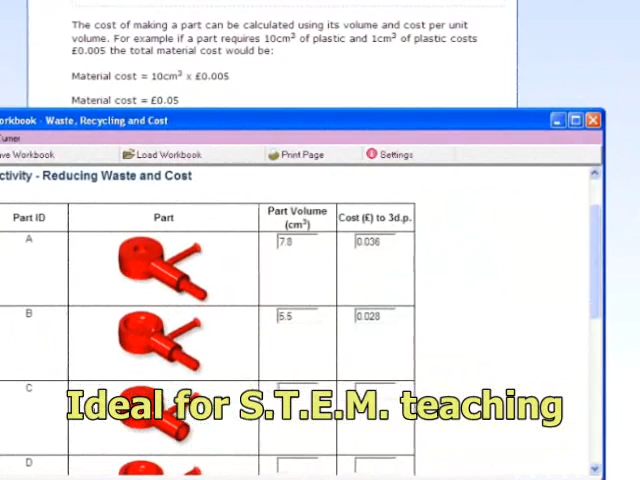 The cost of making a part can be calculated using its volume and cost per unit
volume. For example if a part requires 10cm³ of plastic and 1cm³ of plastic costs
£0.005 the total material cost would be:
Material cost = 10cm³ x £0.005
Material cost = £0.05
orkbook - Waste, Recycling and Cost
urner
ve Workbook Load Workbook Print Page Settings
ctivity - Reducing Waste and Cost
Part ID Part Part Volume (cm³) Cost (£) to 3d.p.
A 7.8 0.036
B 5.5 0.028
C
Ideal for S.T.E.M. teaching
D